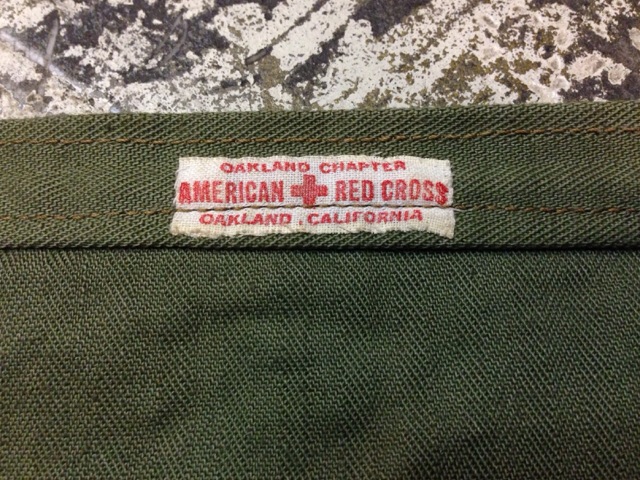 OAKLAND CHAPTER
AMERICAN RED CROSS
OAKLAND . CALIFORNIA